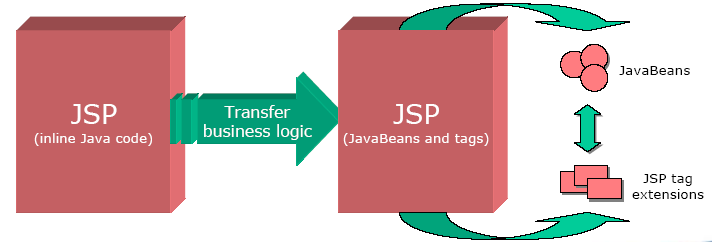 JSP
(inline Java code)
Transfer
business logic
JSP
(JavaBeans and tags)
JavaBeans
JSP tag
extensions